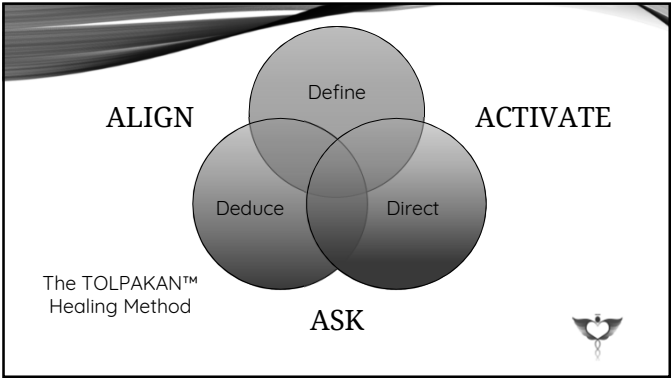 Define
ALIGN
ACTIVATE
Deduce
Direct
The TOLPAKAN™
Healing Method
ASK